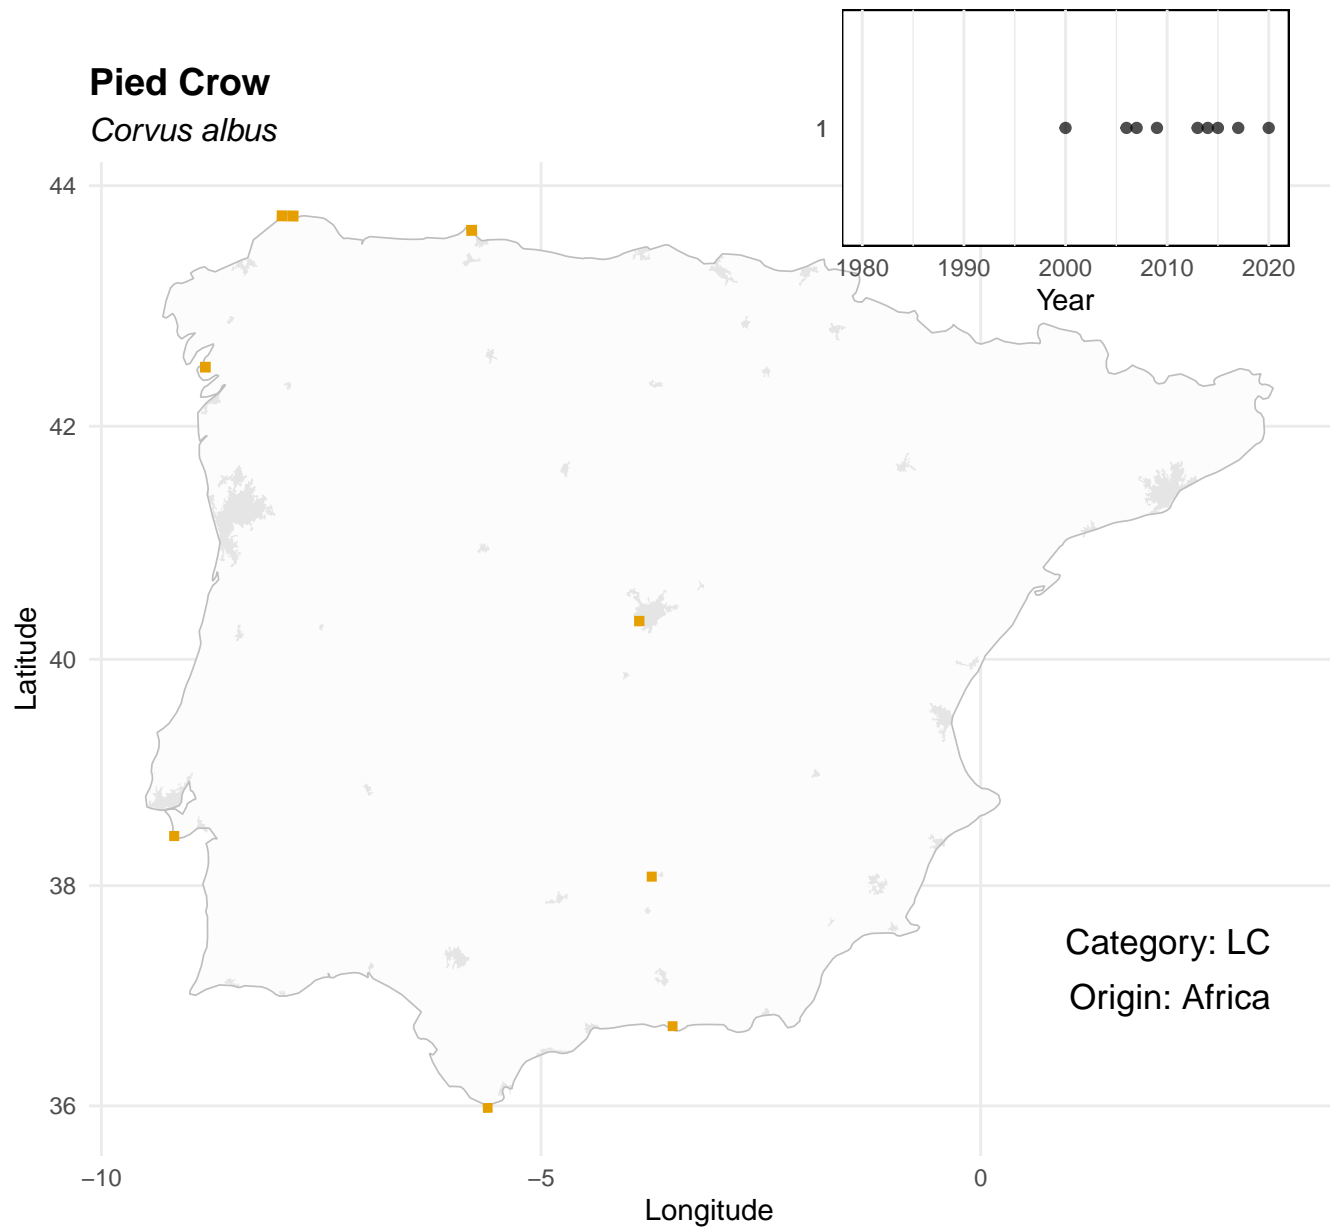 Pied Crow
Corvus albus
1
1980 1990 2000 2010 2020
Year
44
42
40
38
36
Latitude
Category: LC
Origin: Africa
−10 −5 0
Longitude